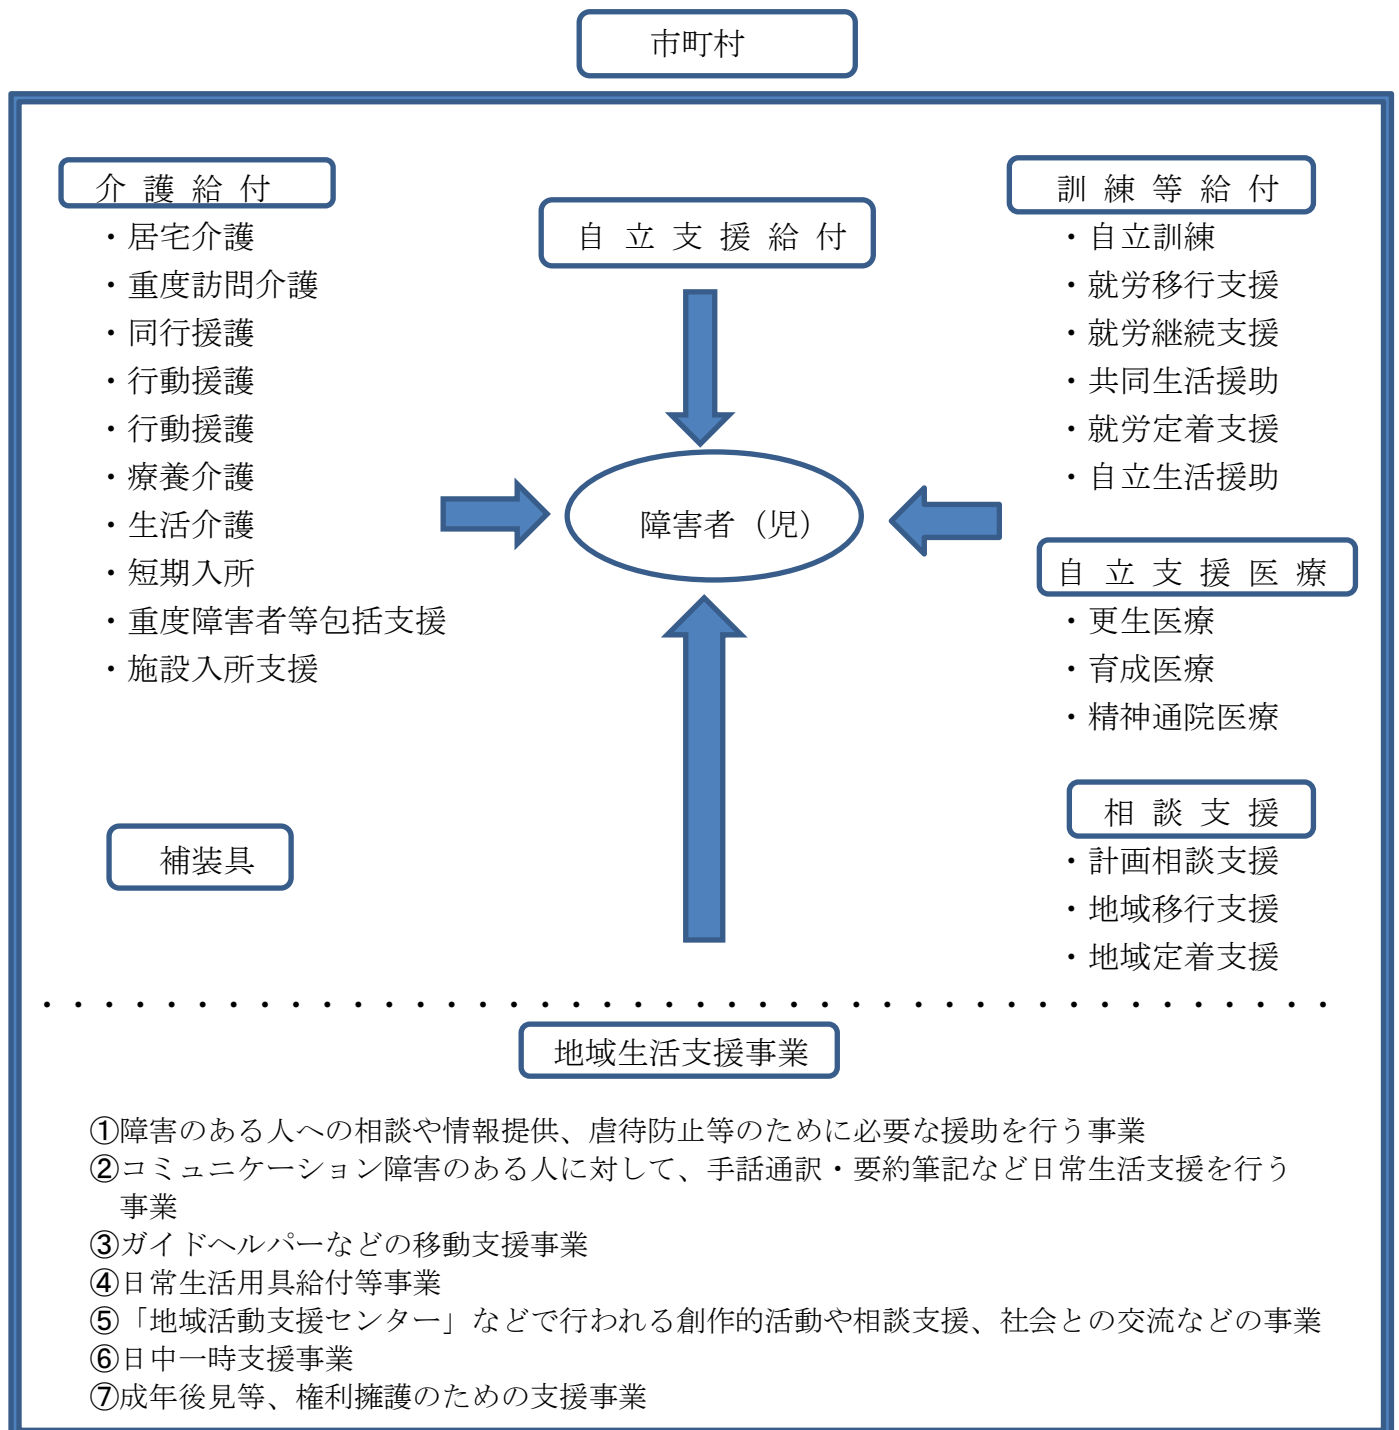 市町村
介護給付
・居宅介護
・重度訪問介護
・同行援護
・行動援護
・行動援護
・療養介護
・生活介護
・短期入所
・重度障害者等包括支援
・施設入所支援
補装具
自立支援給付
障害者（児）
訓練等給付
・自立訓練
・就労移行支援
・就労継続支援
・共同生活援助
・就労定着支援
・自立生活援助
自立支援医療
・更生医療
・育成医療
・精神通院医療
相談支援
・計画相談支援
・地域移行支援
・地域定着支援
地域生活支援事業
①障害のある人への相談や情報提供、虐待防止等のために必要な援助を行う事業
②コミュニケーション障害のある人に対して、手話通訳・要約筆記など日常生活支援を行う
事業
③ガイドヘルパーなどの移動支援事業
④日常生活用具給付等事業
⑤「地域活動支援センター」などで行われる創作的活動や相談支援、社会との交流などの事業
⑥日中一時支援事業
⑦成年後見等、権利擁護のための支援事業